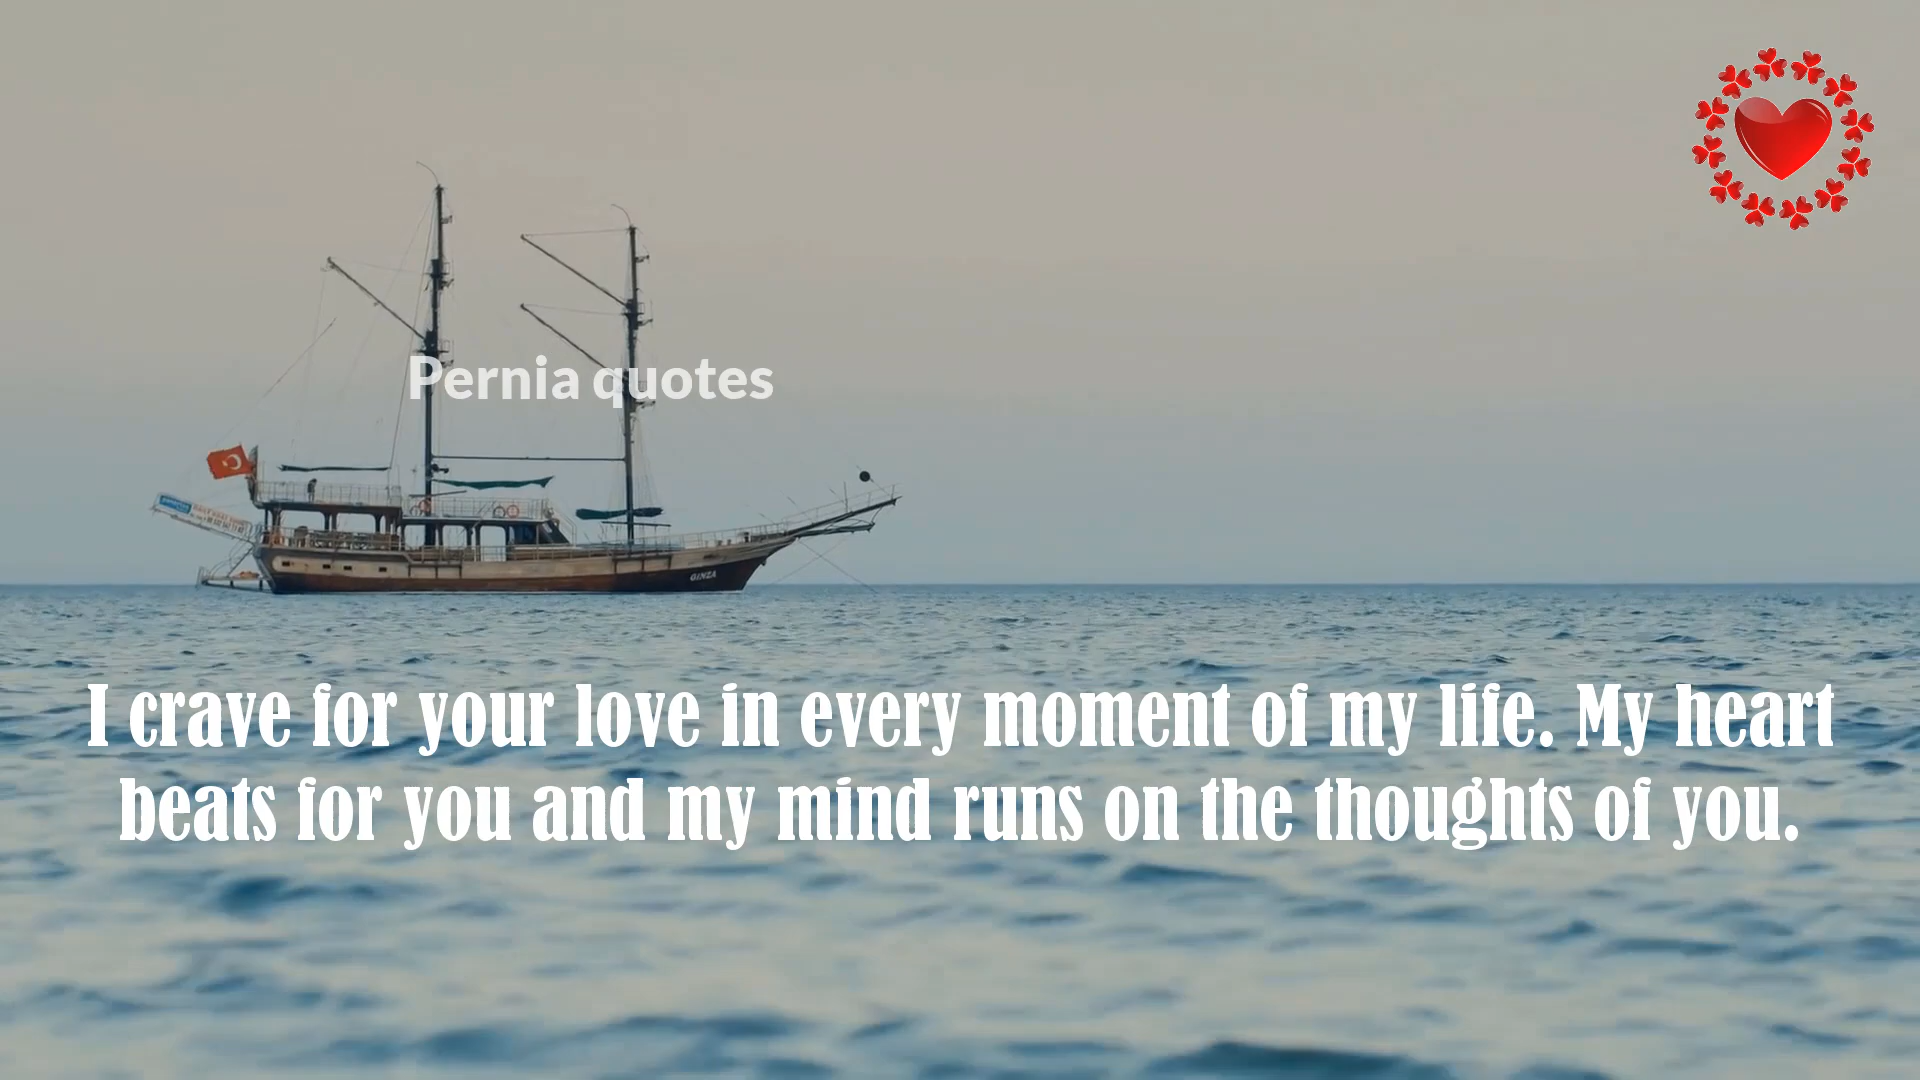 Pernia quotes
GINZA
I crave for your love in every moment of my life. My heart
beats for you and my mind runs on the thoughts of you.